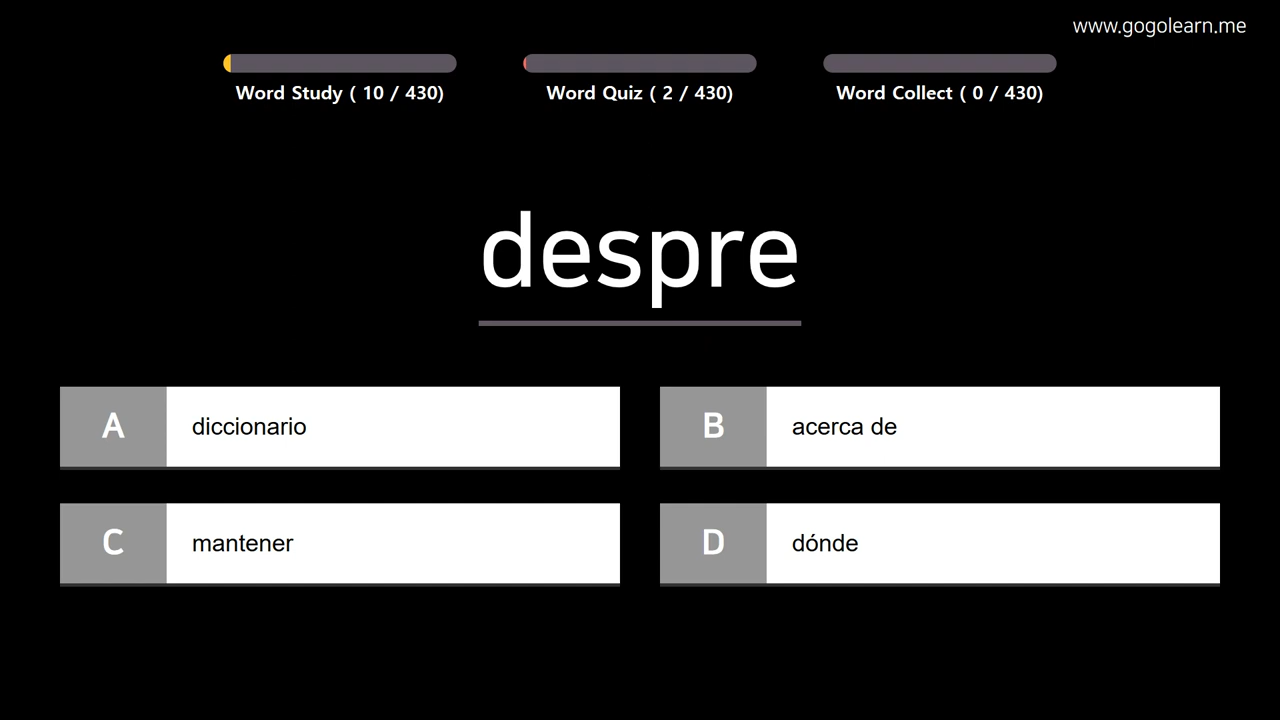 www.gogolearn.me
Word Study ( 10 / 430)
Word Quiz ( 2 / 430)
Word Collect ( 0 / 430)
despre
A diccionario
B acerca de
C mantener
D dónde